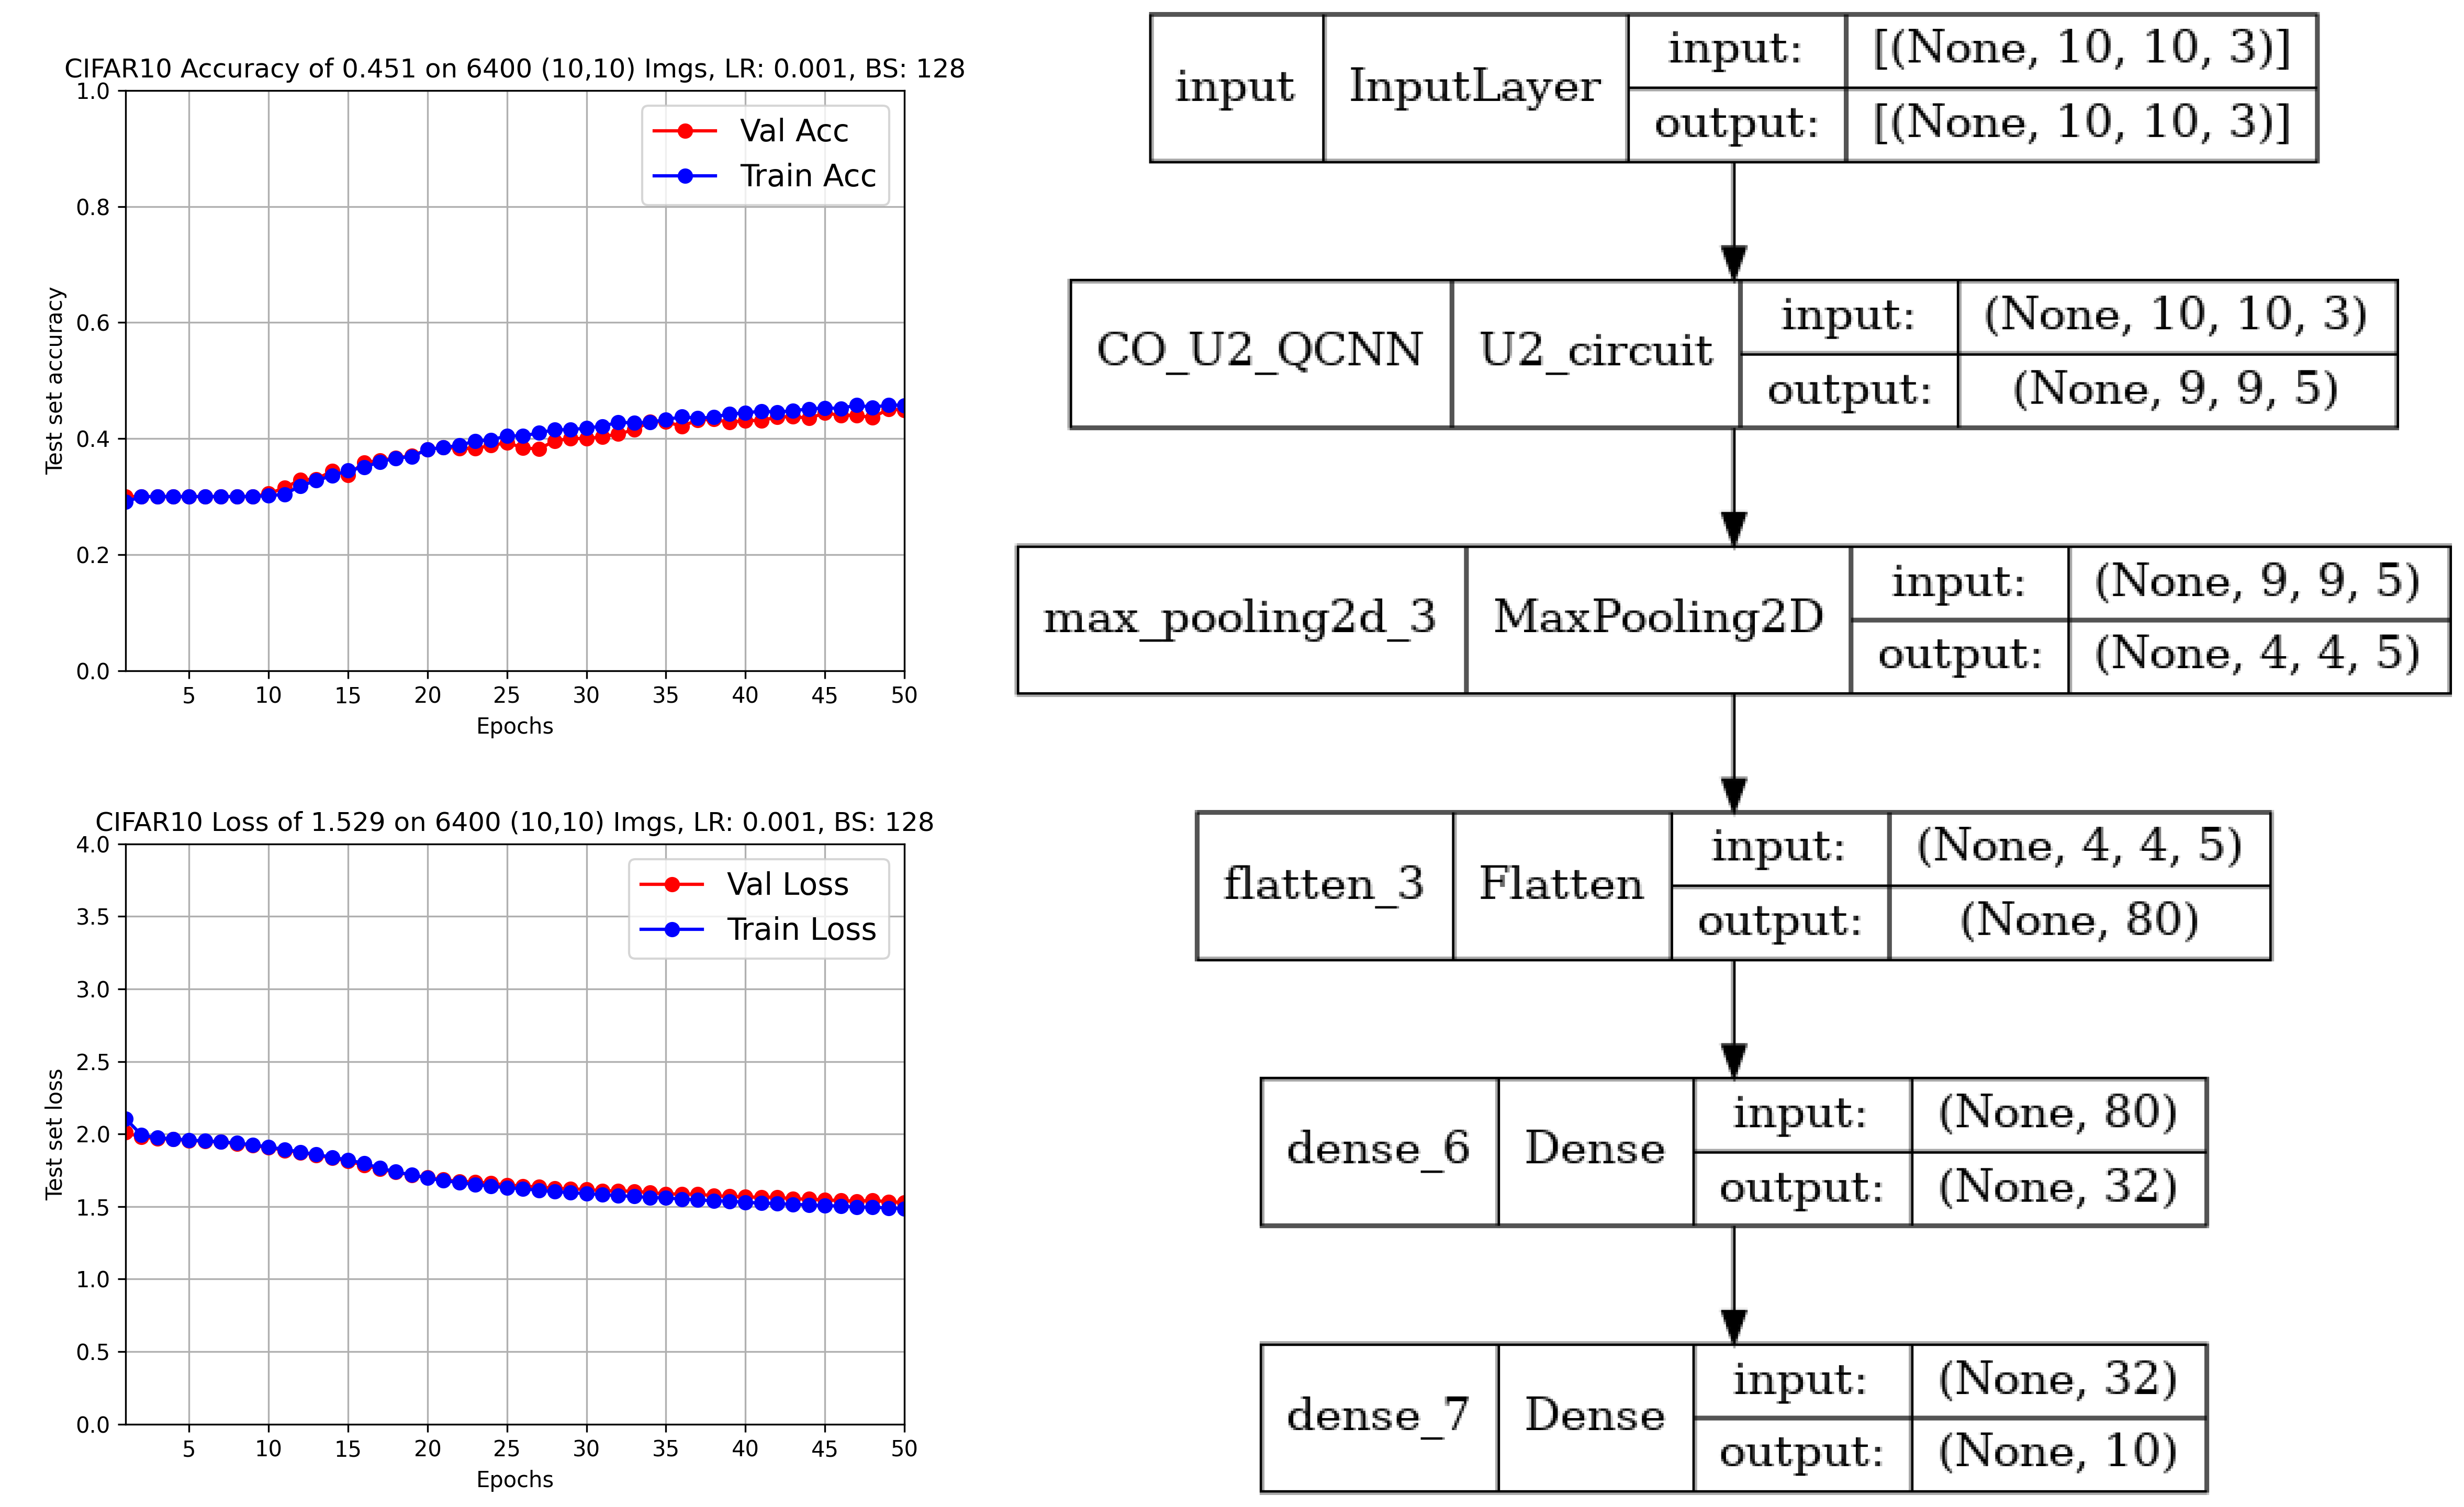 CIFAR10 Accuracy of 0.451 on 6400 (10,10) Imgs, LR: 0.001, BS: 128
1.0
0.8
0.6
0.4
0.2
0.0
Test set accuracy
Val Acc
Train Acc
5 10 15 20 25 30 35 40 45 50
Epochs
CIFAR10 Loss of 1.529 on 6400 (10,10) Imgs, LR: 0.001, BS: 128
4.0
3.5
3.0
2.5
2.0
1.5
1.0
0.5
0.0
Test set loss
Val Loss
Train Loss
5 10 15 20 25 30 35 40 45 50
Epochs
input InputLayer
input: [(None, 10, 10, 3)]
output: [(None, 10, 10, 3)]
CO_U2_QCNN U2_circuit
input: (None, 10, 10, 3)
output: (None, 9, 9, 5)
max_pooling2d_3 MaxPooling2D
input: (None, 9, 9, 5)
output: (None, 4, 4, 5)
flatten_3 Flatten
input: (None, 4, 4, 5)
output: (None, 80)
dense_6 Dense
input: (None, 80)
output: (None, 32)
dense_7 Dense
input: (None, 32)
output: (None, 10)